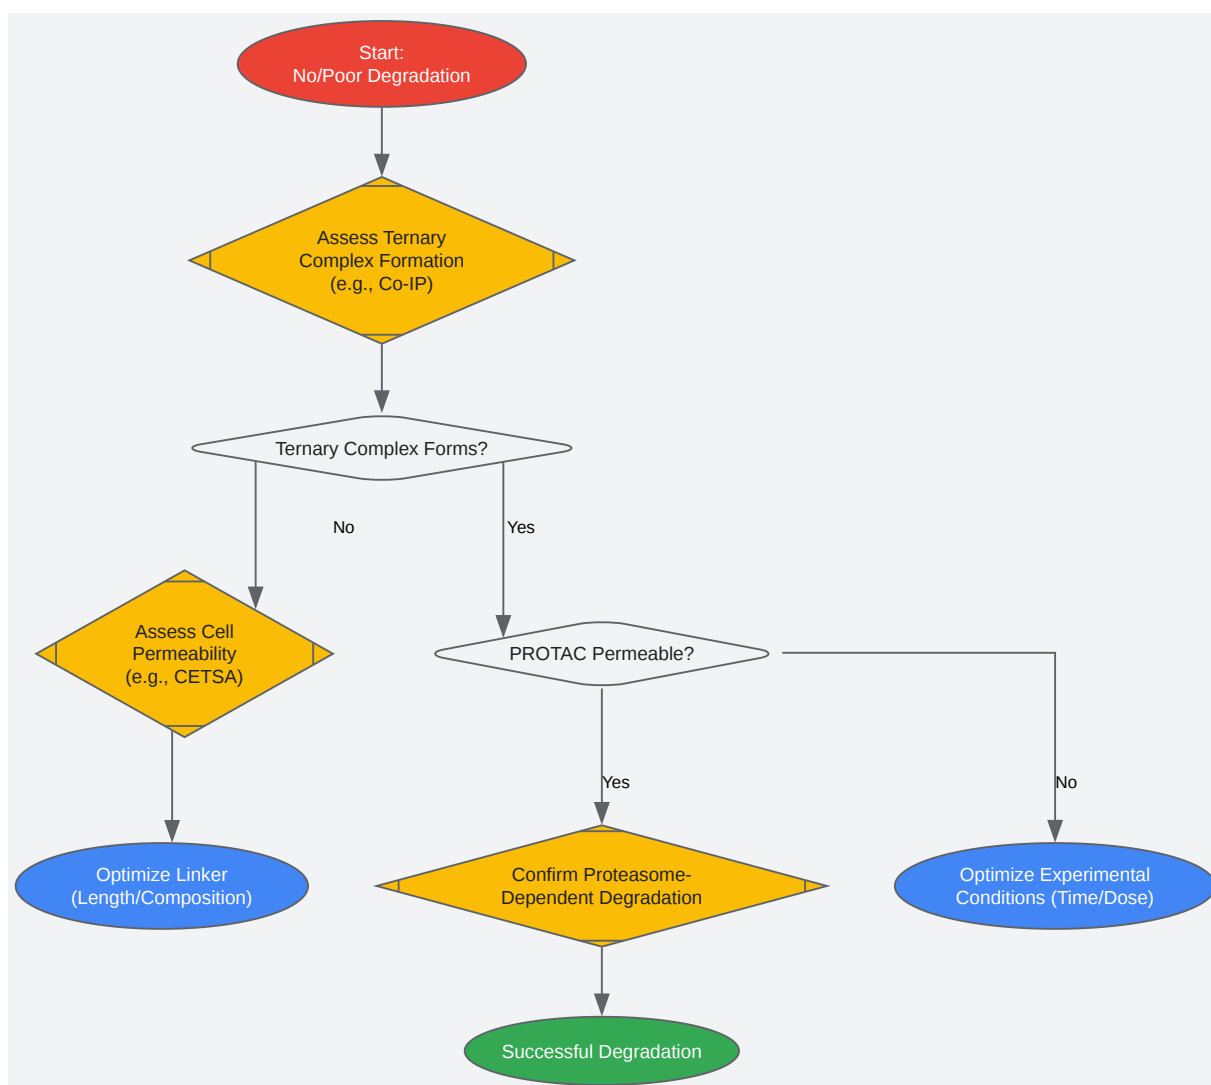 Start:
No/Poor Degradation
Assess Ternary
Complex Formation
(e.g., Co-IP)
Ternary Complex Forms?
No
Yes
Assess Cell
Permeability
(e.g., CETSA)
PROTAC Permeable?
Yes
No
Optimize Linker
(Length/Composition)
Confirm Proteasome-
Dependent Degradation
Optimize Experimental
Conditions (Time/Dose)
Successful Degradation